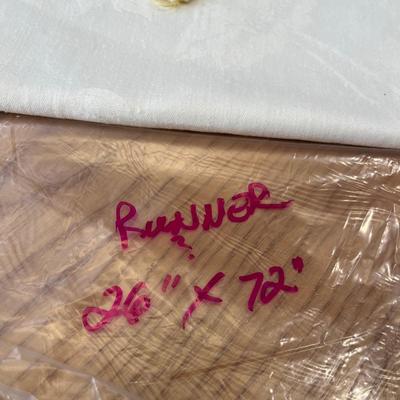 RUNNER
?
26" X 72"